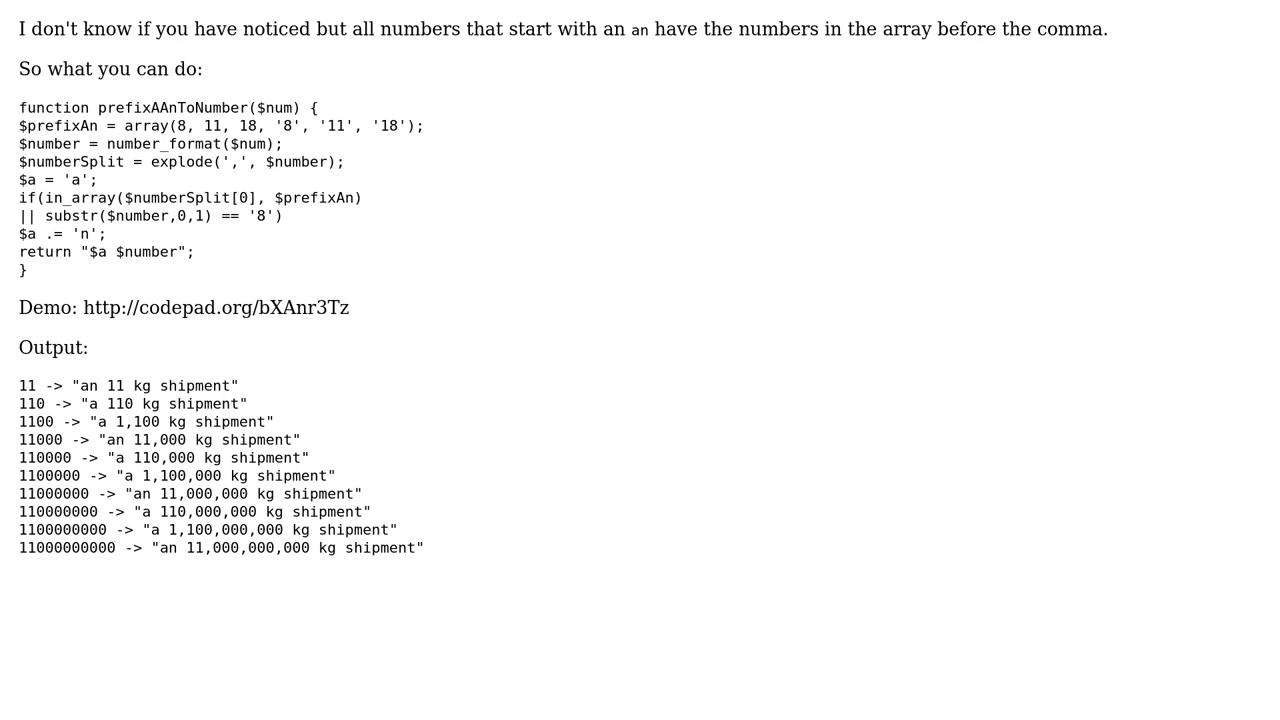 I don't know if you have noticed but all numbers that start with an an have the numbers in the array before the comma.
So what you can do:
function prefixAAnToNumber($num) {
$prefixAn = array(8, 11, 18, '8', '11', '18');
$number = number_format($num);
$numberSplit = explode(',', $number);
$a = 'a';
if(in_array($numberSplit[0], $prefixAn)
|| substr($number,0,1) == '8')
$a .= 'n';
return "$a $number";
}
Demo: http://codepad.org/bXAnr3Tz
Output:
11 -> "an 11 kg shipment"
110 -> "a 110 kg shipment"
1100 -> "a 1,100 kg shipment"
11000 -> "an 11,000 kg shipment"
110000 -> "a 110,000 kg shipment"
1100000 -> "a 1,100,000 kg shipment"
11000000 -> "an 11,000,000 kg shipment"
110000000 -> "a 110,000,000 kg shipment"
1100000000 -> "a 1,100,000,000 kg shipment"
11000000000 -> "an 11,000,000,000 kg shipment"